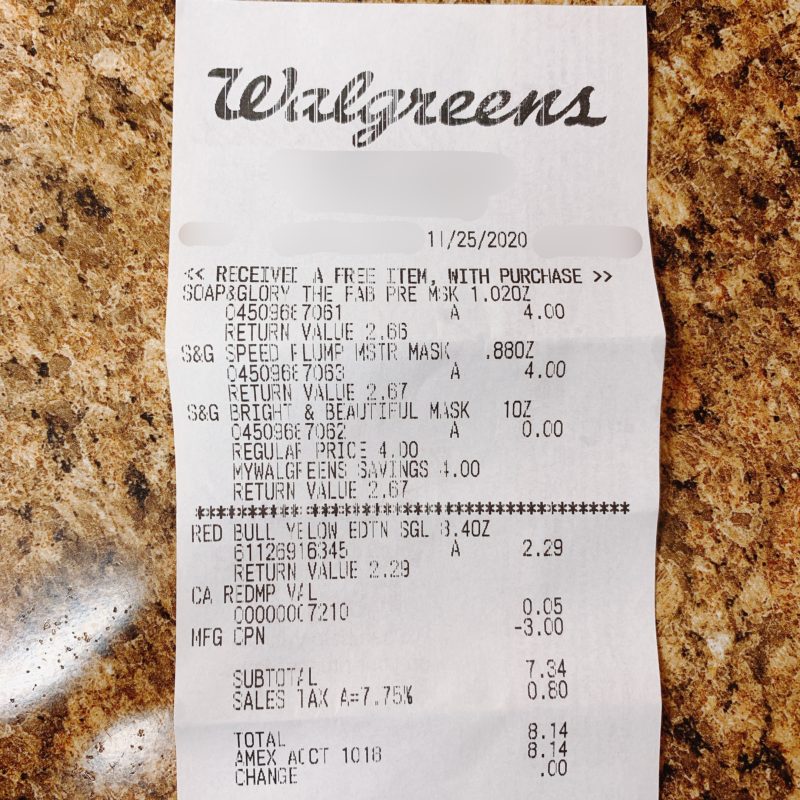 Walgreens
11/25/2020
<< RECEIVED A FREE ITEM, WITH PURCHASE >>
SOAP&GLORY THE FAB PRE MSK 1.02OZ
04509687061 A 4.00
RETURN VALUE 2.66
S&G SPEED PLUMP MSTR MASK .88OZ
04509687063 A 4.00
RETURN VALUE 2.67
S&G BRIGHT & BEAUTIFUL MASK 1OZ
04509687062 A 0.00
REGULAR PRICE 4.00
MYWALGREENS SAVINGS 4.00
RETURN VALUE 2.67
******************************************
RED BULL YELOW EDTN SGL 8.4OZ
61126916345 A 2.29
RETURN VALUE 2.29
CA REDMP VAL
00000007210 0.05
MFG CPN -3.00
SUBTOTAL 7.34
SALES TAX A=7.75% 0.80
TOTAL 8.14
AMEX ACCT 1018 8.14
CHANGE .00